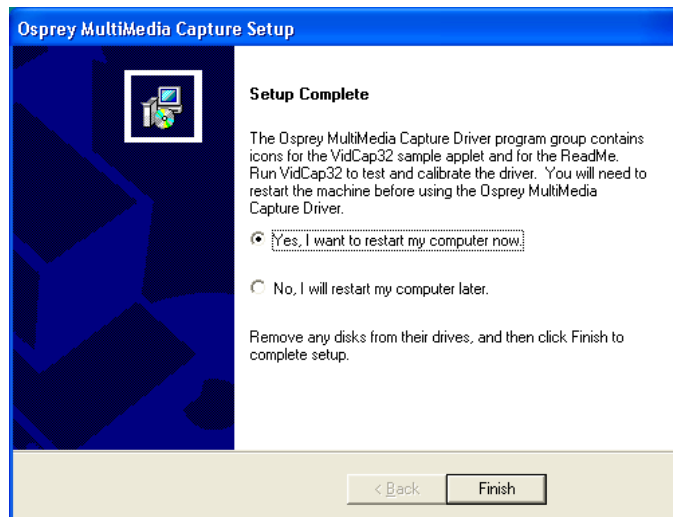 Osprey MultiMedia Capture Setup
Setup Complete
The Osprey MultiMedia Capture Driver program group contains
icons for the VidCap32 sample applet and for the ReadMe.
Run VidCap32 to test and calibrate the driver.  You will need to
restart the machine before using the Osprey MultiMedia
Capture Driver.
Yes, I want to restart my computer now.
No, I will restart my computer later.
Remove any disks from their drives, and then click Finish to
complete setup.
< Back
Finish